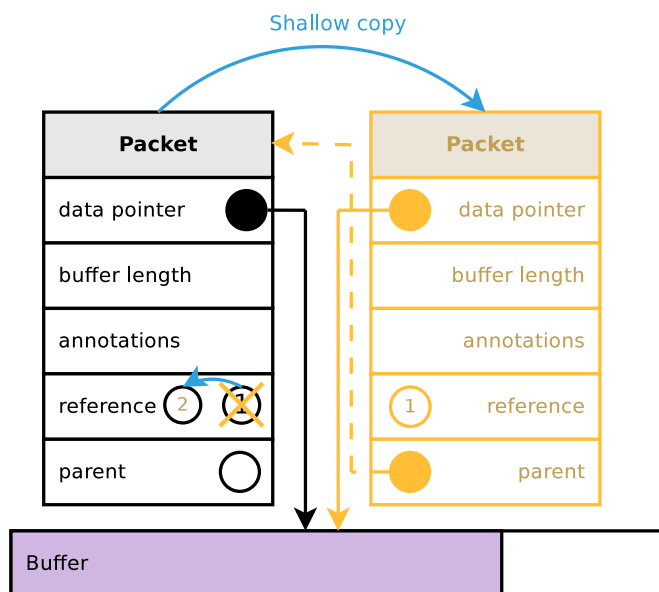 Shallow copy
Packet
data pointer
buffer length
annotations
reference 2 1
parent
Packet
data pointer
buffer length
annotations
1 reference
parent
Buffer